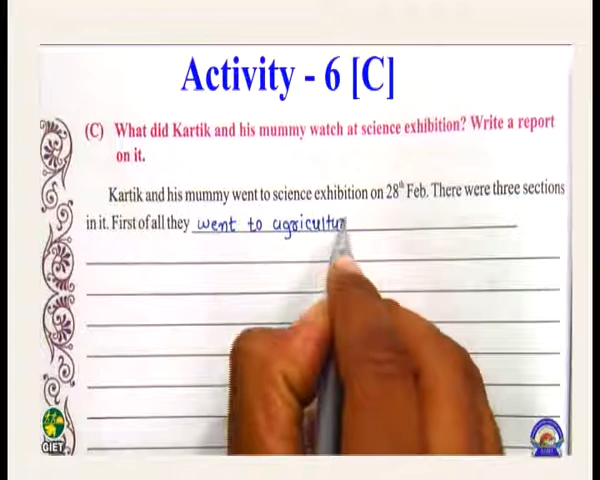 Activity - 6 [C]
(C) What did Kartik and his mummy watch at science exhibition? Write a report
on it.
Kartik and his mummy went to science exhibition on 28th Feb. There were three sections
in it. First of all they went to agricultur
GIET